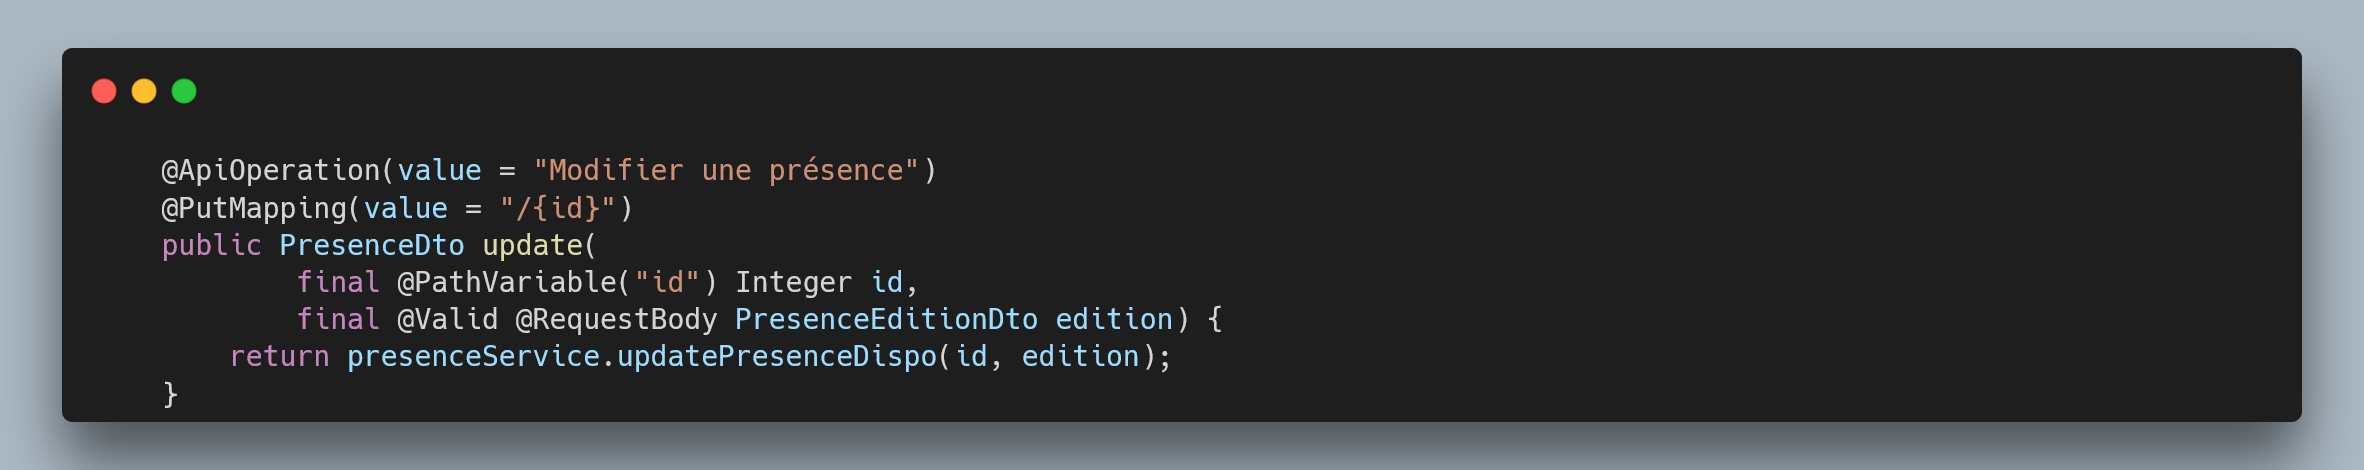 @ApiOperation(value = "Modifier une présence")
@PutMapping(value = "/{id}")
public PresenceDto update(
        final @PathVariable("id") Integer id,
        final @Valid @RequestBody PresenceEditionDto edition) {
    return presenceService.updatePresenceDispo(id, edition);
}